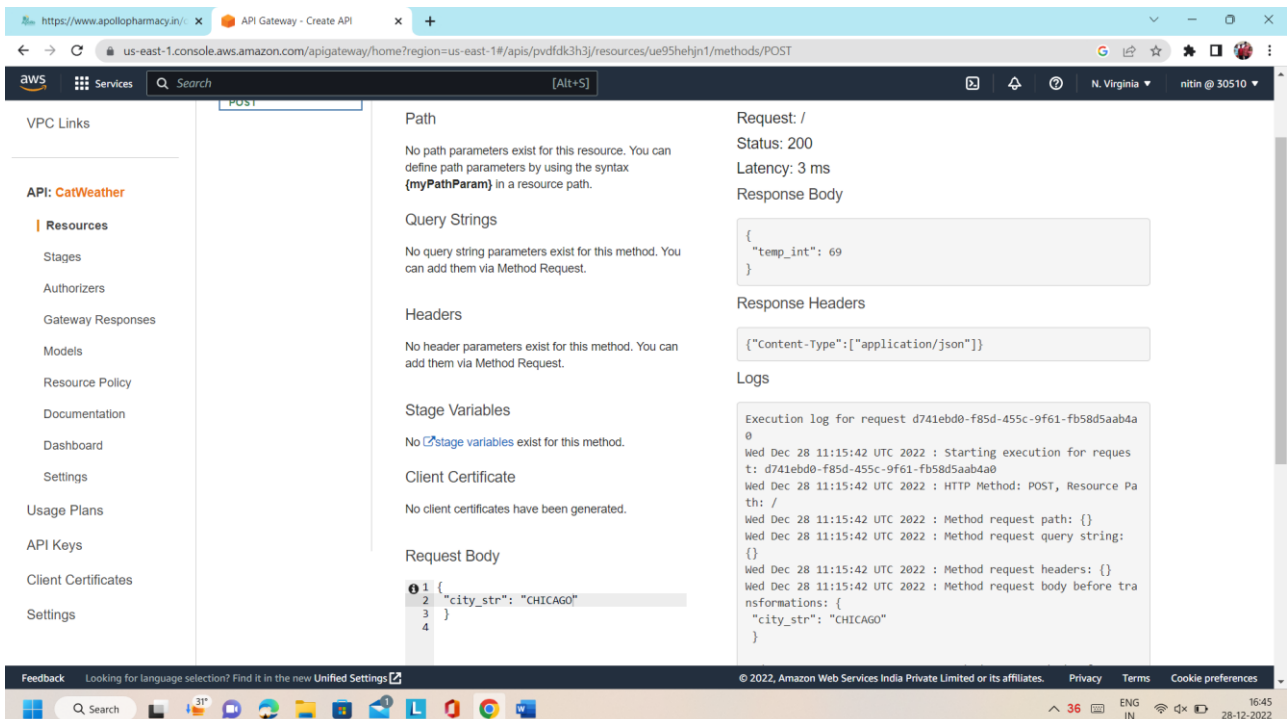 https://www.apollopharmacy.in/c
API Gateway - Create API
us-east-1.console.aws.amazon.com/apigateway/home?region=us-east-1#/apis/pvdfdk3h3j/resources/ue95hehjn1/methods/POST
aws
Services
Search
[Alt+S]
N. Virginia
nitin @ 30510
VPC Links
API: CatWeather
Resources
Stages
Authorizers
Gateway Responses
Models
Resource Policy
Documentation
Dashboard
Settings
Usage Plans
API Keys
Client Certificates
Settings
POST
Path
No path parameters exist for this resource. You can
define path parameters by using the syntax
{myPathParam} in a resource path.
Query Strings
No query string parameters exist for this method. You
can add them via Method Request.
Headers
No header parameters exist for this method. You can
add them via Method Request.
Stage Variables
No stage variables exist for this method.
Client Certificate
No client certificates have been generated.
Request Body
1 {
2 "city_str": "CHICAGO"
3 }
4
Request: /
Status: 200
Latency: 3 ms
Response Body
{
"temp_int": 69
}
Response Headers
{"Content-Type":["application/json"]}
Logs
Execution log for request d741ebd0-f85d-455c-9f61-fb58d5aab4a
0
Wed Dec 28 11:15:42 UTC 2022 : Starting execution for reques
t: d741ebd0-f85d-455c-9f61-fb58d5aab4a0
Wed Dec 28 11:15:42 UTC 2022 : HTTP Method: POST, Resource Pa
th: /
Wed Dec 28 11:15:42 UTC 2022 : Method request path: {}
Wed Dec 28 11:15:42 UTC 2022 : Method request query string:
{}
Wed Dec 28 11:15:42 UTC 2022 : Method request headers: {}
Wed Dec 28 11:15:42 UTC 2022 : Method request body before tra
nsformations: {
"city_str": "CHICAGO"
}
Feedback
Looking for language selection? Find it in the new Unified Settings
© 2022, Amazon Web Services India Private Limited or its affiliates.
Privacy
Terms
Cookie preferences
Search
31°
36
ENG
IN
16:45
28-12-2022